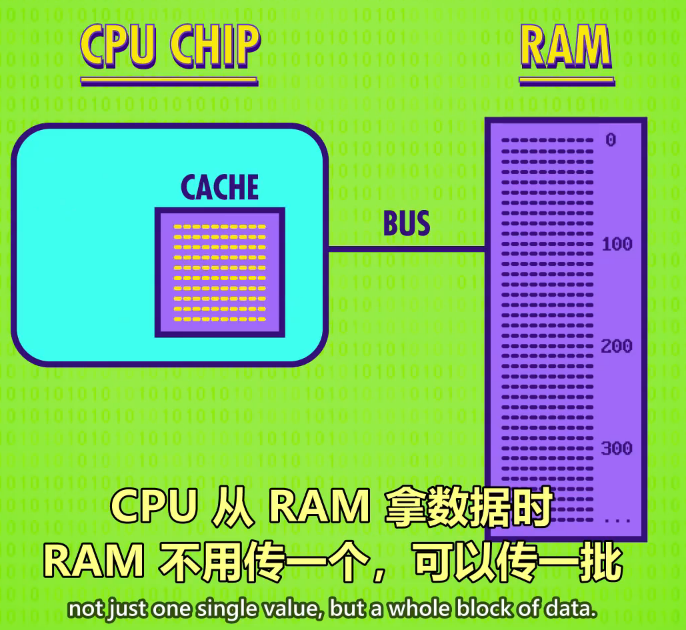 CPU CHIP
RAM
CACHE
BUS
0
100
200
300
...
CPU 从 RAM 拿数据时
RAM 不用传一个，可以传一批
not just one single value, but a whole block of data.